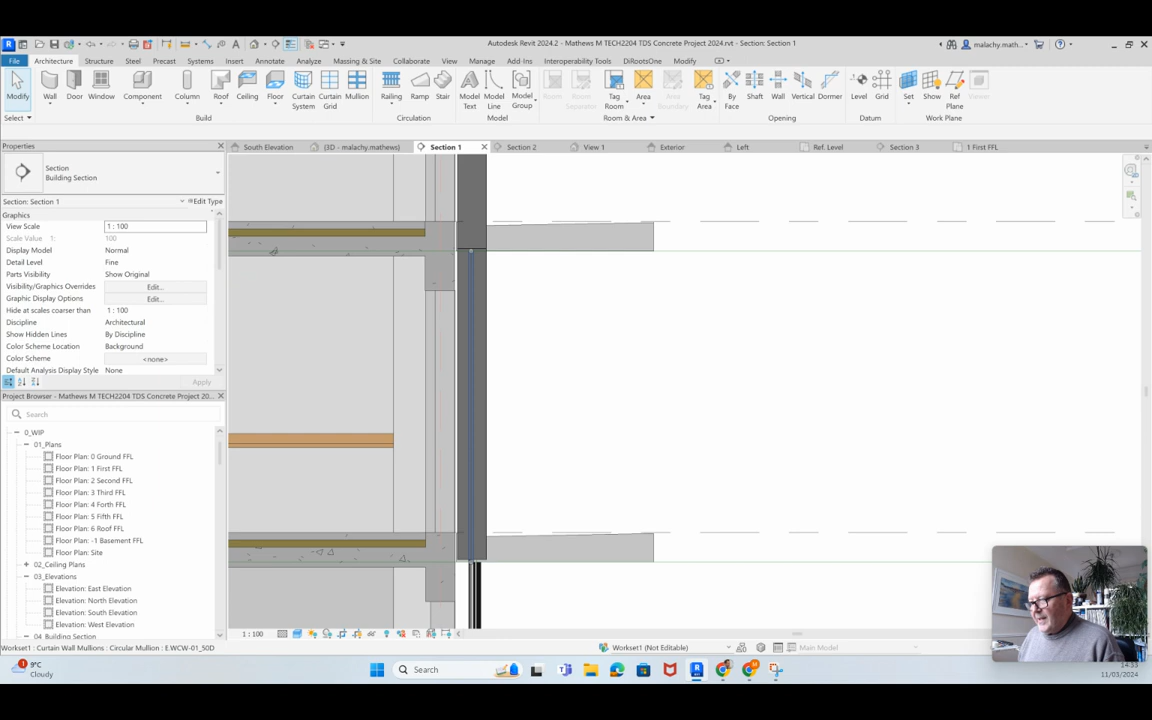 Autodesk Revit 2024.2 - Mathews M TECH2204 TDS Concrete Project 2024.rvt - Section: Section 1
malachy.math...
File Architecture Structure Steel Precast Systems Insert Annotate Analyze Massing & Site Collaborate View Manage Add-Ins Interoperability Tools DiRootsOne Modify
Modify Wall Door Window Component Column Roof Ceiling Floor Curtain System Curtain Grid Mullion Railing Ramp Stair Model Text Model Line Model Group Room Room Separator Tag Room Area Area Boundary Tag Area By Face Shaft Wall Vertical Dormer Level Grid Set Show Ref Plane Viewer
Select Build Circulation Model Room & Area Opening Datum Work Plane
Properties South Elevation (3D - malachy.mathews) Section 1 Section 2 View 1 Exterior Left Ref. Level Section 3 1 First FFL
Section
Building Section
Section: Section 1 Edit Type
Graphics
View Scale 1 : 100
Scale Value 1: 100
Display Model Normal
Detail Level Fine
Parts Visibility Show Original
Visibility/Graphics Overrides Edit...
Graphic Display Options Edit...
Hide at scales coarser than 1 : 100
Discipline Architectural
Show Hidden Lines By Discipline
Color Scheme Location Background
Color Scheme <none>
Default Analysis Display Style None
Apply
Project Browser - Mathews M TECH2204 TDS Concrete Project 20...
Search
0_WIP
01_Plans
Floor Plan: 0 Ground FFL
Floor Plan: 1 First FFL
Floor Plan: 2 Second FFL
Floor Plan: 3 Third FFL
Floor Plan: 4 Forth FFL
Floor Plan: 5 Fifth FFL
Floor Plan: 6 Roof FFL
Floor Plan: -1 Basement FFL
Floor Plan: Site
02_Ceiling Plans
03_Elevations
Elevation: East Elevation
Elevation: North Elevation
Elevation: South Elevation
Elevation: West Elevation
04_Building Section
1 : 100
Workset1 : Curtain Wall Mullions : Circular Mullion : E.WCW-01_50D
Workset1 (Not Editable)
Main Model
9°C
Cloudy
Search
14:33
11/03/2024